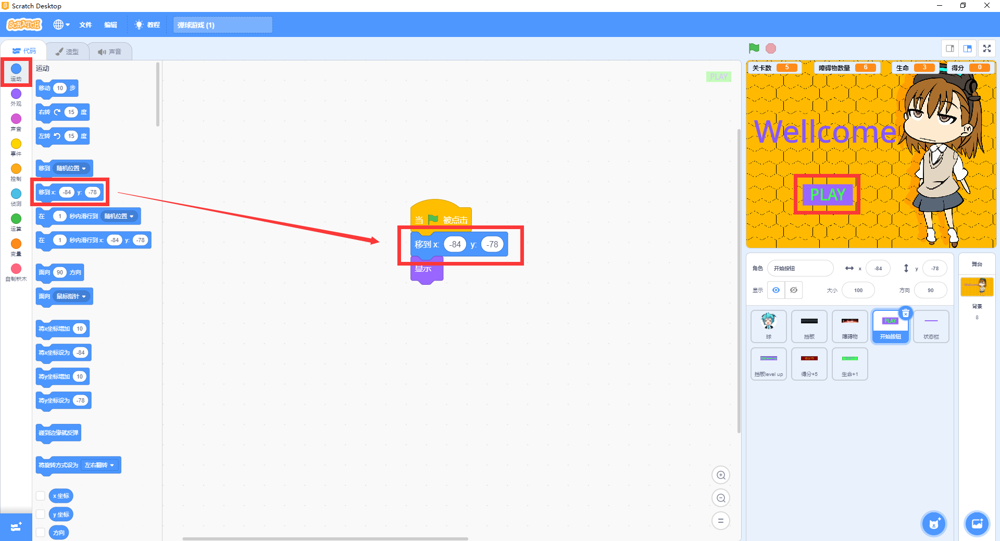 Scratch Desktop
SCRATCH 文件 编辑 教程 弹球游戏 (1)
代码 造型 声音
运动
外观
声音
事件
控制
侦测
运算
变量
自制积木
运动
移动 10 步
右转 15 度
左转 15 度
移到 随机位置
移到 x: -84 y: -78
在 1 秒内滑行到 随机位置
在 1 秒内滑行到 x: -84 y: -78
面向 90 方向
面向 鼠标指针
将x坐标增加 10
将x坐标设为 -84
将y坐标增加 10
将y坐标设为 -78
碰到边缘就反弹
将旋转方式设为 左右翻转
x 坐标
y 坐标
方向
PLAY
当 被点击
移到 x: -84 y: -78
显示
关卡数 5 障碍物数量 6 生命 3 得分 0
Wellcome
PLAY
角色 开始按钮 x -84 y -78
显示 大小 100 方向 90
球 挡板 障碍物 PLAY 开始按钮 状态栏
挡板level up 得分+5 生命+1
舞台
Wellcome
背景
8